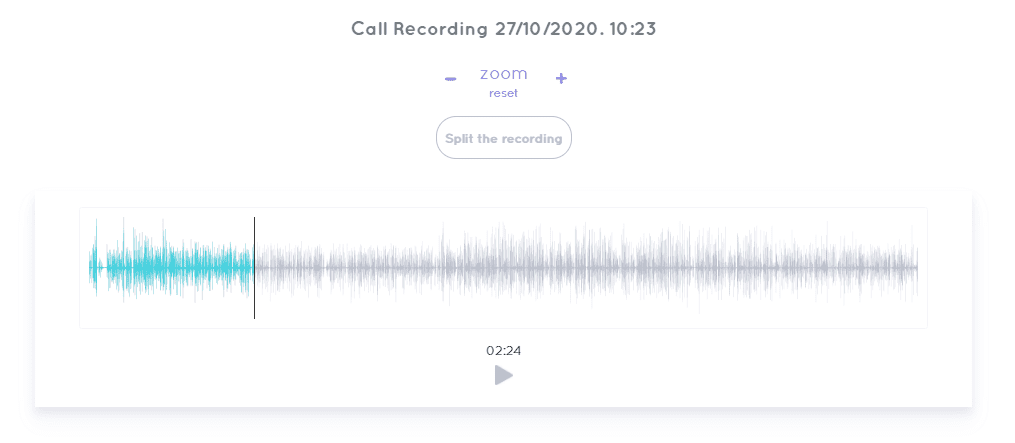 Call Recording 27/10/2020. 10:23
- zoom +
reset
Split the recording
02:24